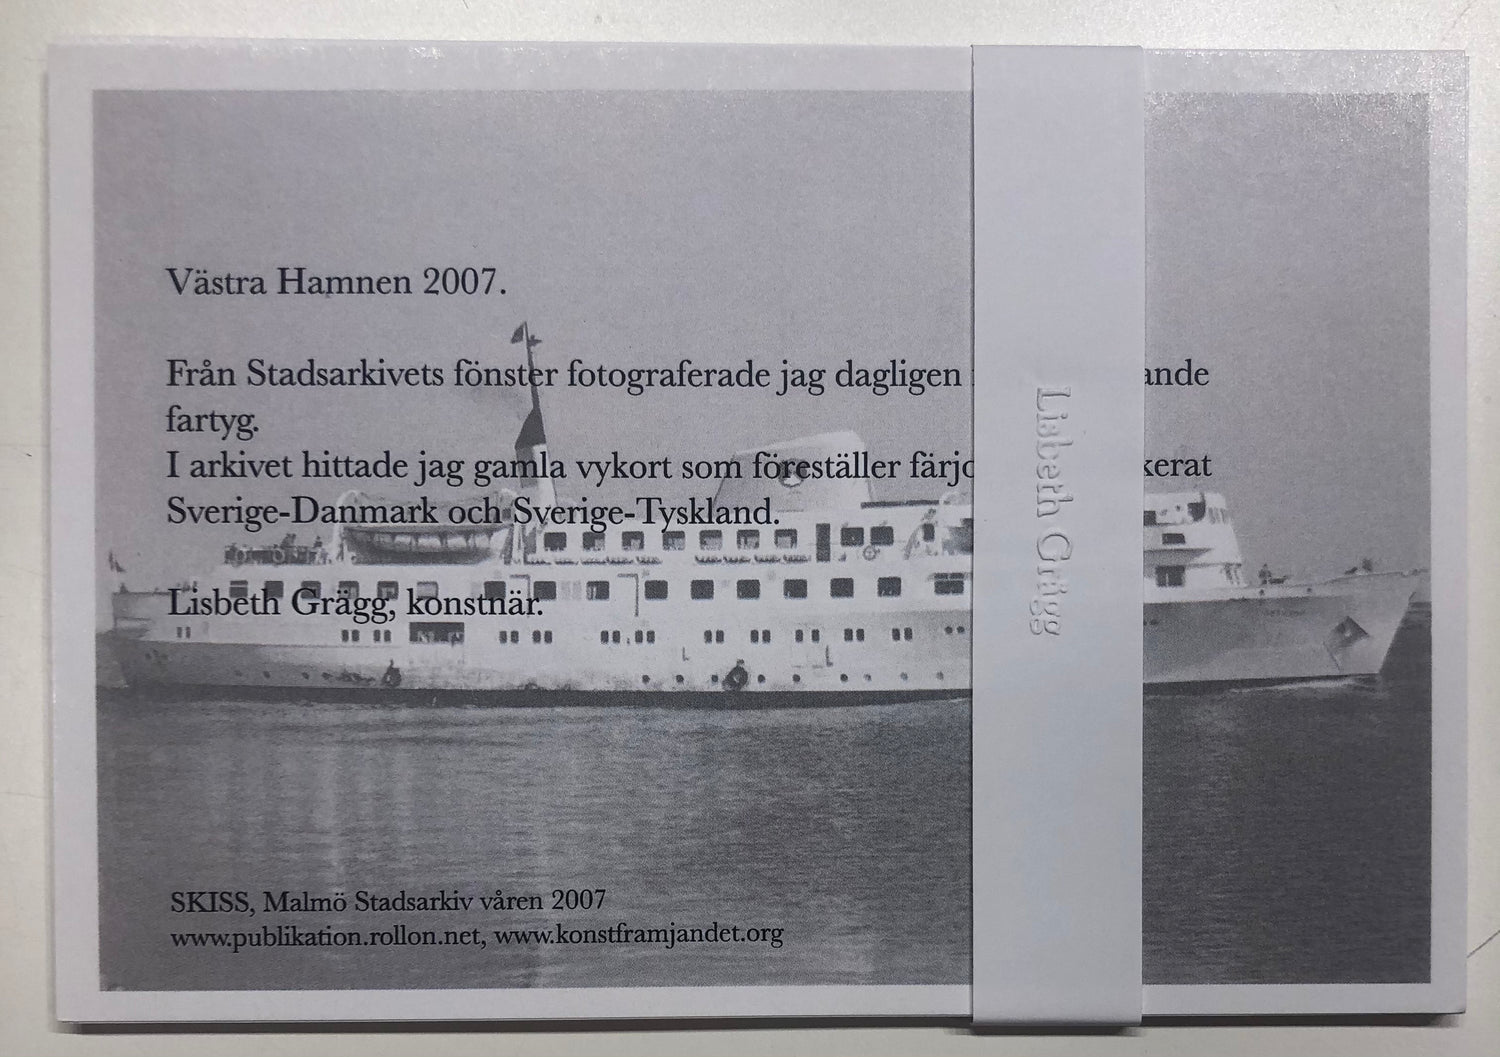 Västra Hamnen 2007.
Från Stadsarkivets fönster fotograferade jag dagligen
fartyg.
I arkivet hittade jag gamla vykort som föreställer
Sverige-Danmark och Sverige-Tyskland.
Lisbeth Grägg, konstnär.
SKISS, Malmö Stadsarkiv våren 2007
www.publikation.rollon.net, www.konstframjandet.org
Lisbeth Grägg